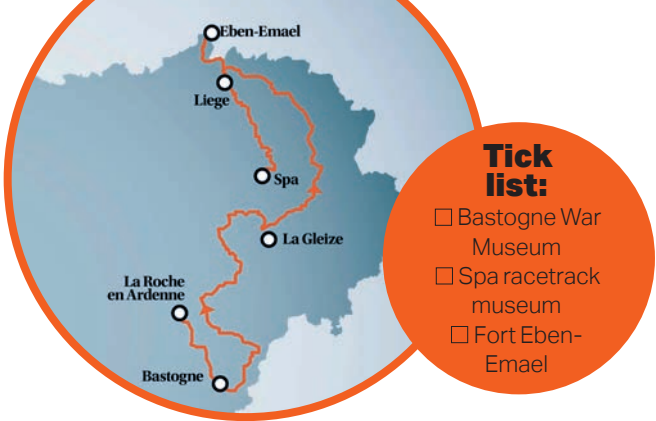 Eben-Emael
Liege
Spa
La Gleize
La Roche
en Ardenne
Bastogne
Tick
list:
☐ Bastogne War
Museum
☐ Spa racetrack
museum
☐ Fort Eben-
Emael